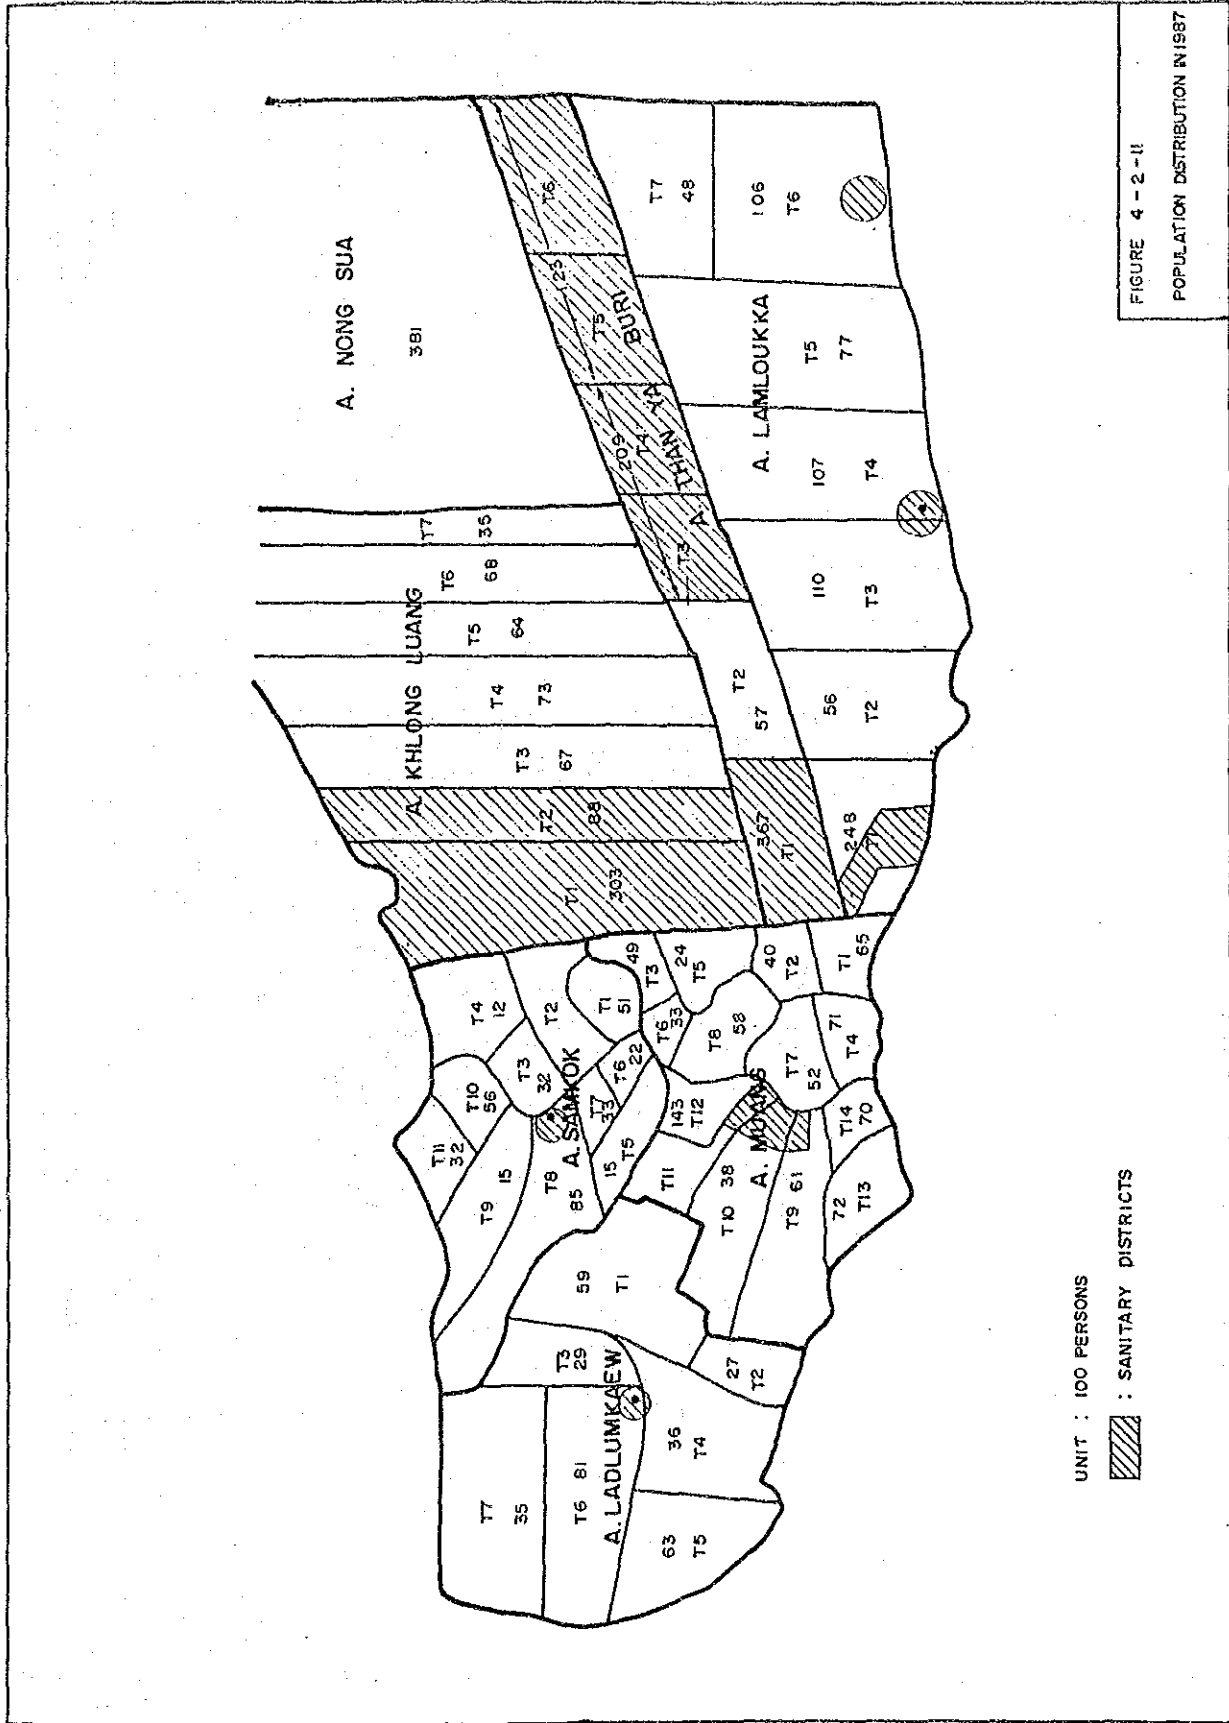 A. NONG SUA
381
A. KHLONG LUANG
T1
303
T2
88
T3
67
T4
73
T5
64
T6
68
T7
35
A. THAN YA BURI
T1
367
T2
57
T3
T4
209
T5
123
T6
A. LAMLOUKKA
T1
248
T2
56
T3
110
T4
107
T5
77
T6
106
T7
48
A. SAMKOK
T1
51
T2
T3
32
T4
12
T5
15
T6
22
T7
33
T8
85
T9
15
T10
56
T11
32
A. MUANG
T1
65
T2
40
T3
49
T4
71
T5
24
T6
33
T7
52
T8
58
T9 61
T10 38
T11
143
T12
72
T13
T14
70
A. LADLUMKAEW
59
T1
27
T2
T3
29
36
T4
63
T5
T6 81
T7
35
UNIT : 100 PERSONS
: SANITARY DISTRICTS
FIGURE 4-2-11
POPULATION DISTRIBUTION IN 1987